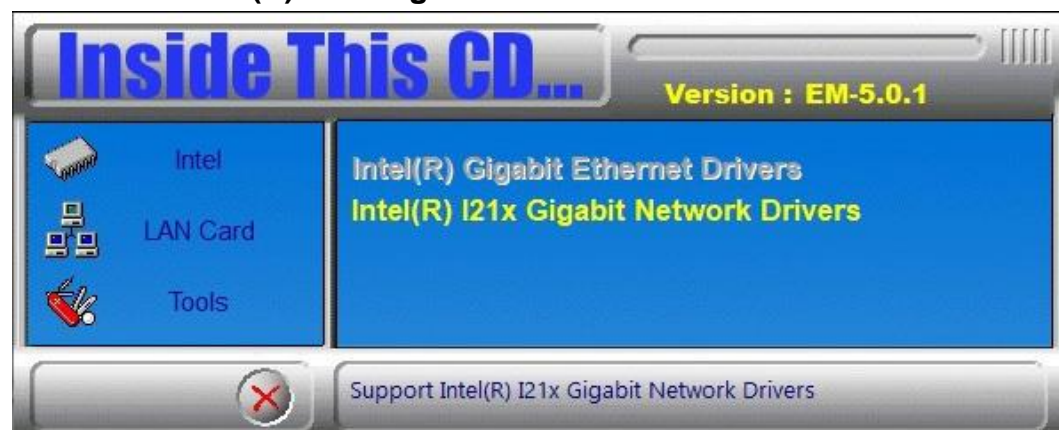 Inside This CD...
Version : EM-5.0.1
Intel
LAN Card
Tools
Intel(R) Gigabit Ethernet Drivers
Intel(R) I21x Gigabit Network Drivers
Support Intel(R) I21x Gigabit Network Drivers